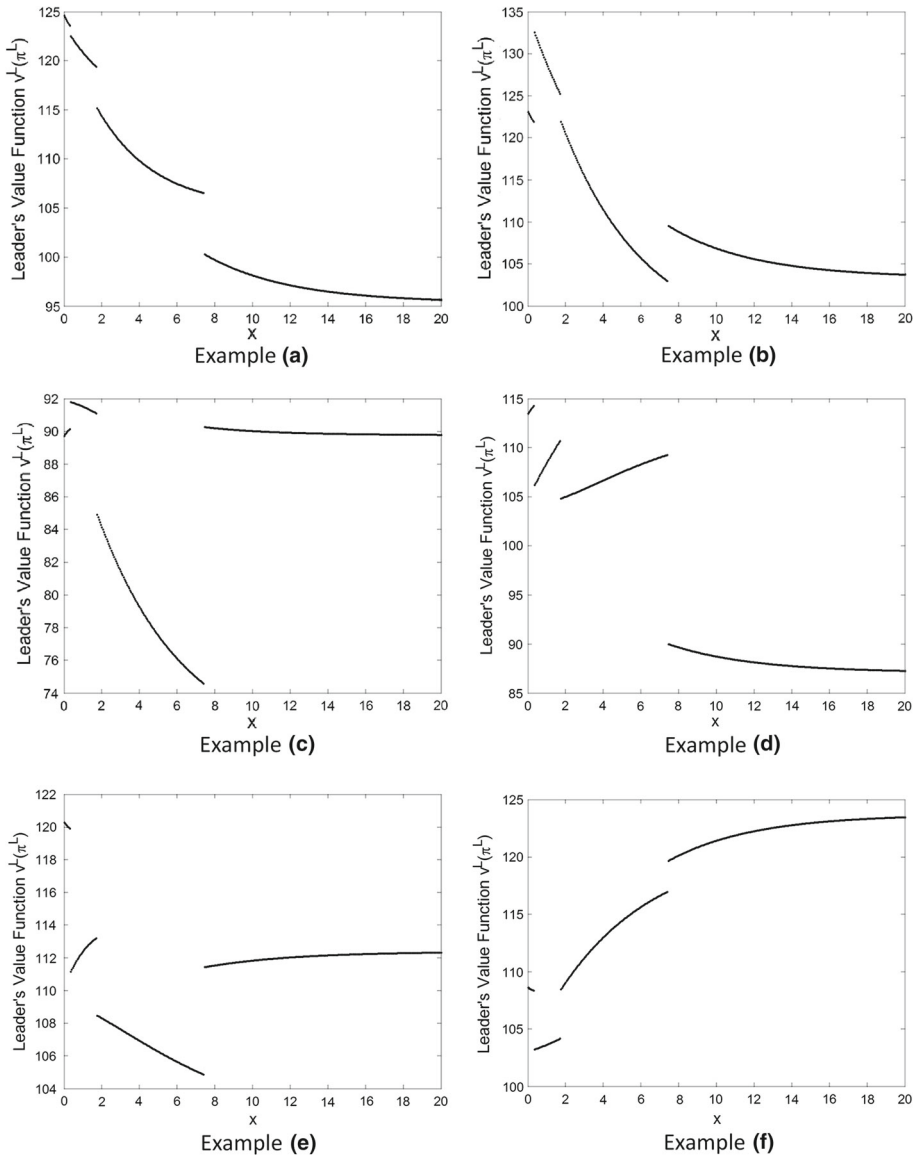 Leader's Value Function v^L(π^L)
125
120
115
110
105
100
95
0 2 4 6 8 10 12 14 16 18 20
X
Example (a)
Leader's Value Function v^L(π^L)
135
130
125
120
115
110
105
100
0 2 4 6 8 10 12 14 16 18 20
X
Example (b)
Leader's Value Function v^L(π^L)
92
90
88
86
84
82
80
78
76
74
0 2 4 6 8 10 12 14 16 18 20
X
Example (c)
Leader's Value Function v^L(π^L)
115
110
105
100
95
90
85
0 2 4 6 8 10 12 14 16 18 20
x
Example (d)
Leader's Value Function v^L(π^L)
122
120
118
116
114
112
110
108
106
104
0 2 4 6 8 10 12 14 16 18 20
x
Example (e)
Leader's Value Function v^L(π^L)
125
120
115
110
105
100
0 2 4 6 8 10 12 14 16 18 20
x
Example (f)